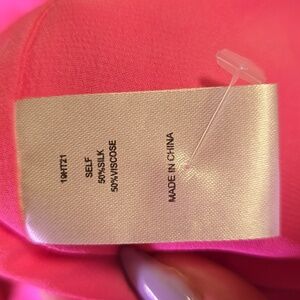 19HT21
SELF
50%SILK
50%VISCOSE
MADE IN CHINA